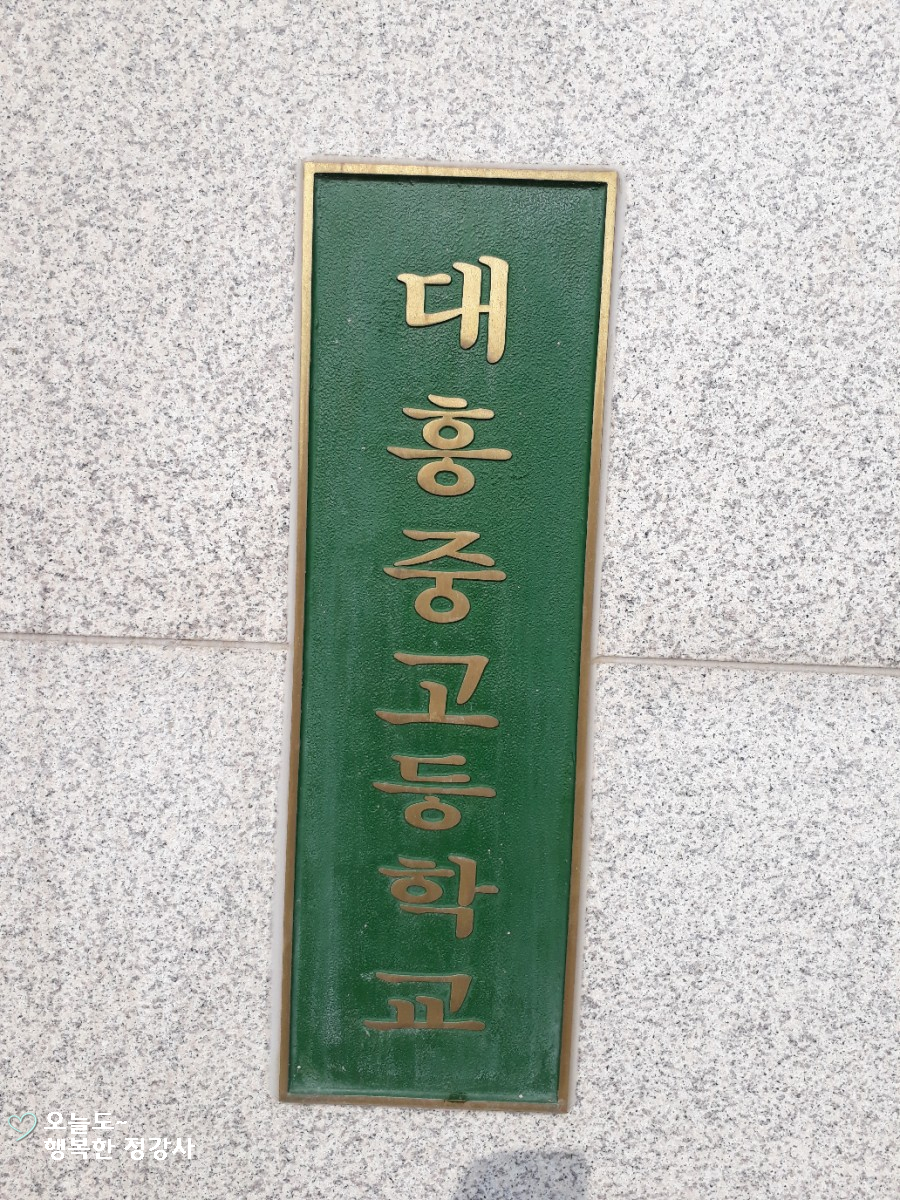 대흥중고등학교
오늘도~
행복한 정강사